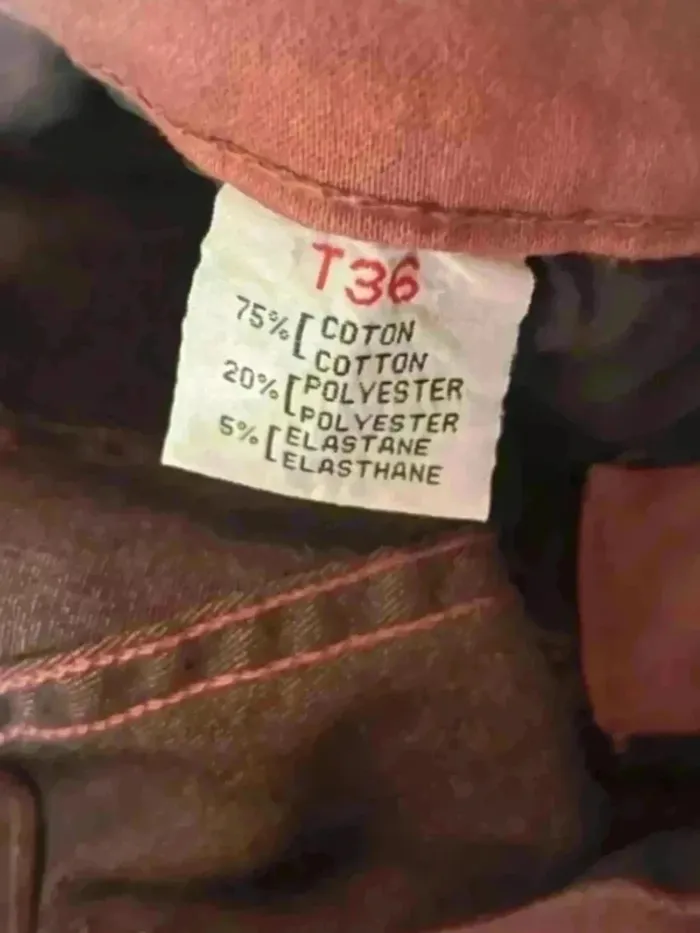 T36
75% [ COTON
COTTON
20% [ POLYESTER
POLYESTER
5% [ ELASTANE
ELASTHANE